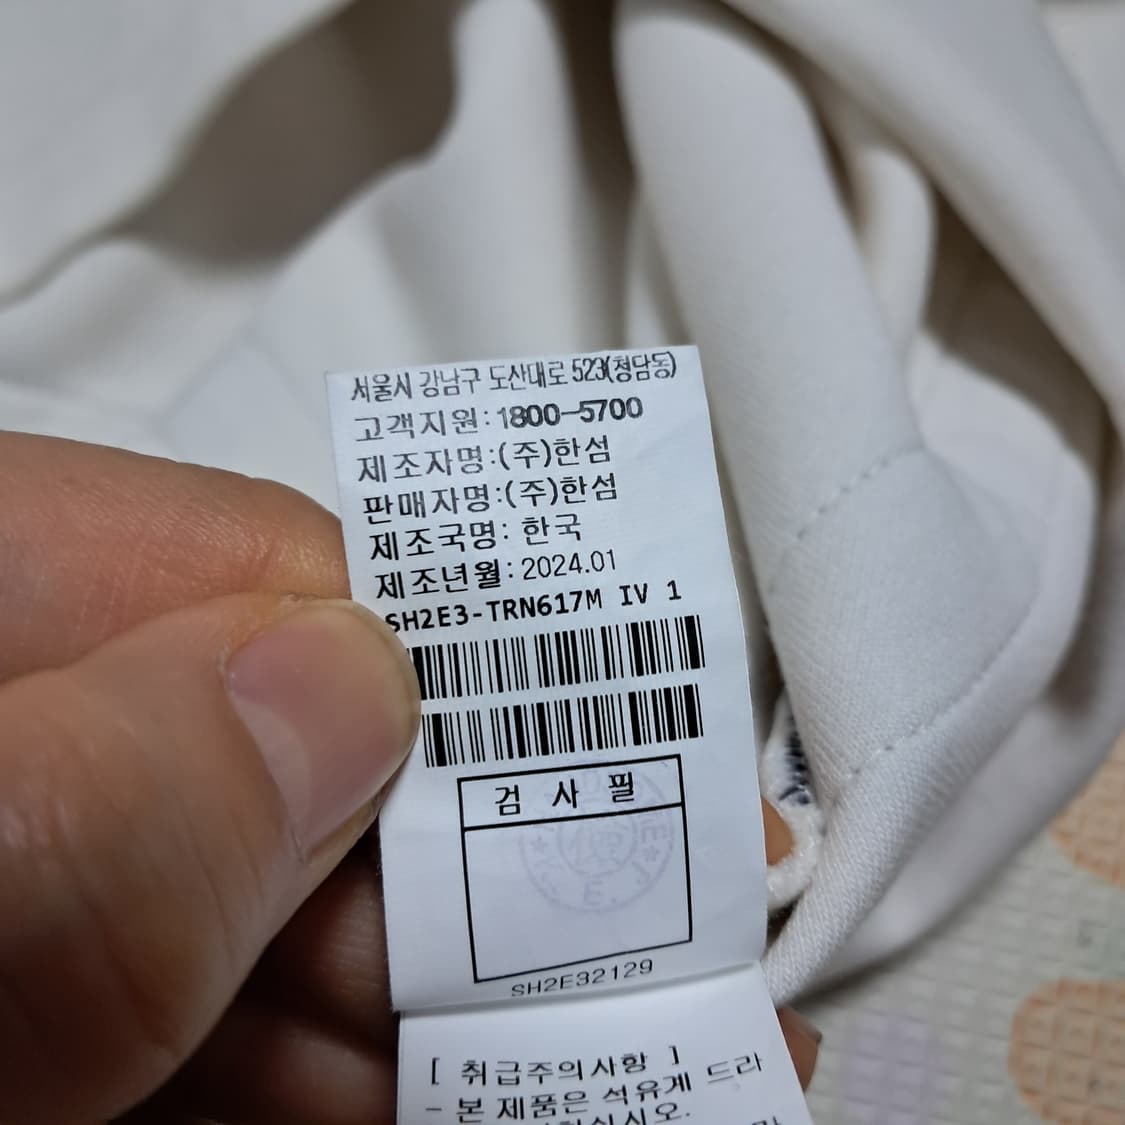 서울시 강남구 도산대로 523(청담동)
고객지원:1800-5700
제조자명:(주)한섬
판매자명:(주)한섬
제조국명: 한국
제조년월:2024.01
SH2E3-TRN617M IV 1
검 사 필
SH2E32129
[ 취급주의사항 ]
- 본 제품은 석유계 드라